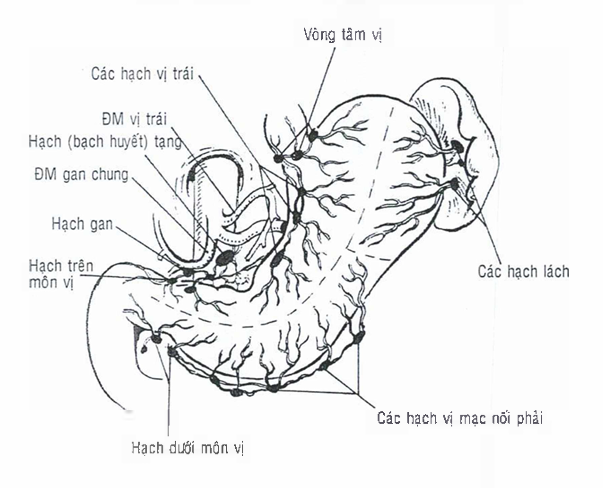 Vòng tâm vị
Các hạch vị trái
ĐM vị trái
Hạch (bạch huyết) tạng
ĐM gan chung
Hạch gan
Hạch trên
môn vị
Các hạch lách
Các hạch vị mạc nối phải
Hạch dưới môn vị